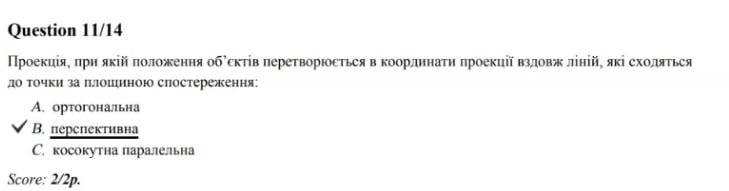 Question 11/14
Проекція, при якій положення об’єктів перетворюється в координати проекції вздовж ліній, які сходяться
до точки за площиною спостереження:
A. ортогональна
B. перспективна
C. косокутна паралельна
Score: 2/2p.